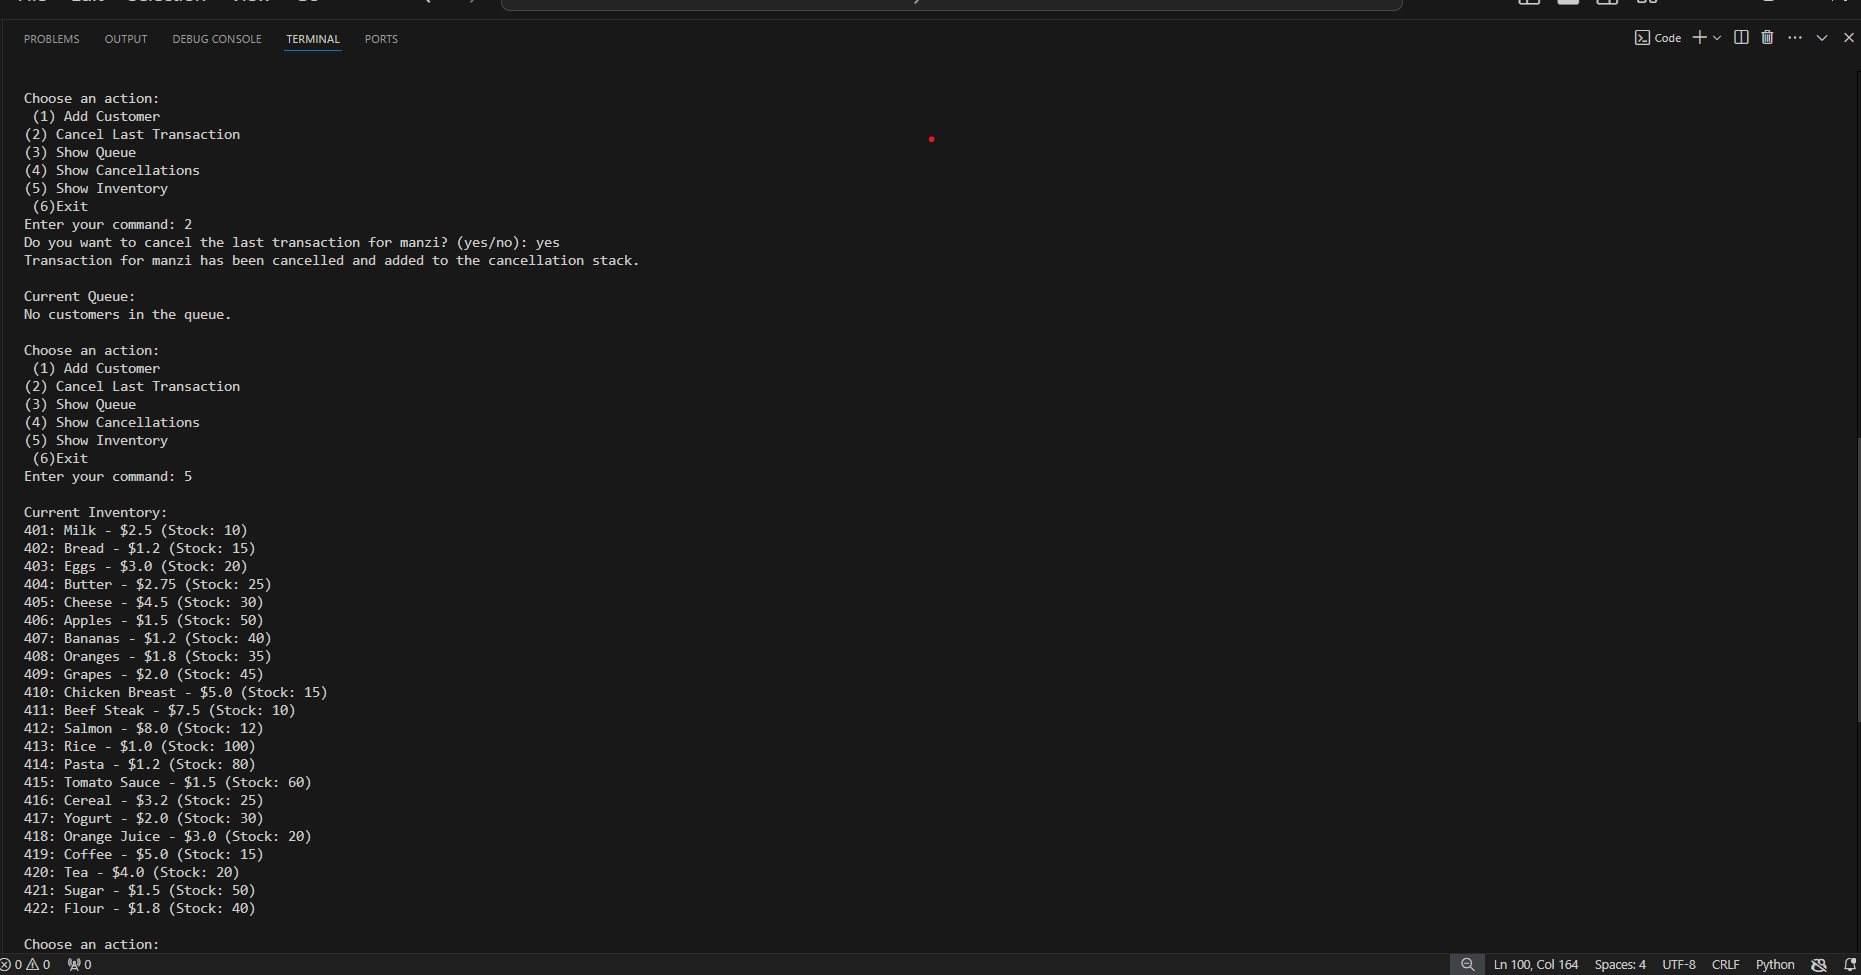 PROBLEMS OUTPUT DEBUG CONSOLE TERMINAL PORTS Code
Choose an action:
(1) Add Customer
(2) Cancel Last Transaction
(3) Show Queue
(4) Show Cancellations
(5) Show Inventory
(6)Exit
Enter your command: 2
Do you want to cancel the last transaction for manzi? (yes/no): yes
Transaction for manzi has been cancelled and added to the cancellation stack.
Current Queue:
No customers in the queue.
Choose an action:
(1) Add Customer
(2) Cancel Last Transaction
(3) Show Queue
(4) Show Cancellations
(5) Show Inventory
(6)Exit
Enter your command: 5
Current Inventory:
401: Milk - $2.5 (Stock: 10)
402: Bread - $1.2 (Stock: 15)
403: Eggs - $3.0 (Stock: 20)
404: Butter - $2.75 (Stock: 25)
405: Cheese - $4.5 (Stock: 30)
406: Apples - $1.5 (Stock: 50)
407: Bananas - $1.2 (Stock: 40)
408: Oranges - $1.8 (Stock: 35)
409: Grapes - $2.0 (Stock: 45)
410: Chicken Breast - $5.0 (Stock: 15)
411: Beef Steak - $7.5 (Stock: 10)
412: Salmon - $8.0 (Stock: 12)
413: Rice - $1.0 (Stock: 100)
414: Pasta - $1.2 (Stock: 80)
415: Tomato Sauce - $1.5 (Stock: 60)
416: Cereal - $3.2 (Stock: 25)
417: Yogurt - $2.0 (Stock: 30)
418: Orange Juice - $3.0 (Stock: 20)
419: Coffee - $5.0 (Stock: 15)
420: Tea - $4.0 (Stock: 20)
421: Sugar - $1.5 (Stock: 50)
422: Flour - $1.8 (Stock: 40)
Choose an action:
0 0 0 Ln 100, Col 164 Spaces: 4 UTF-8 CRLF Python